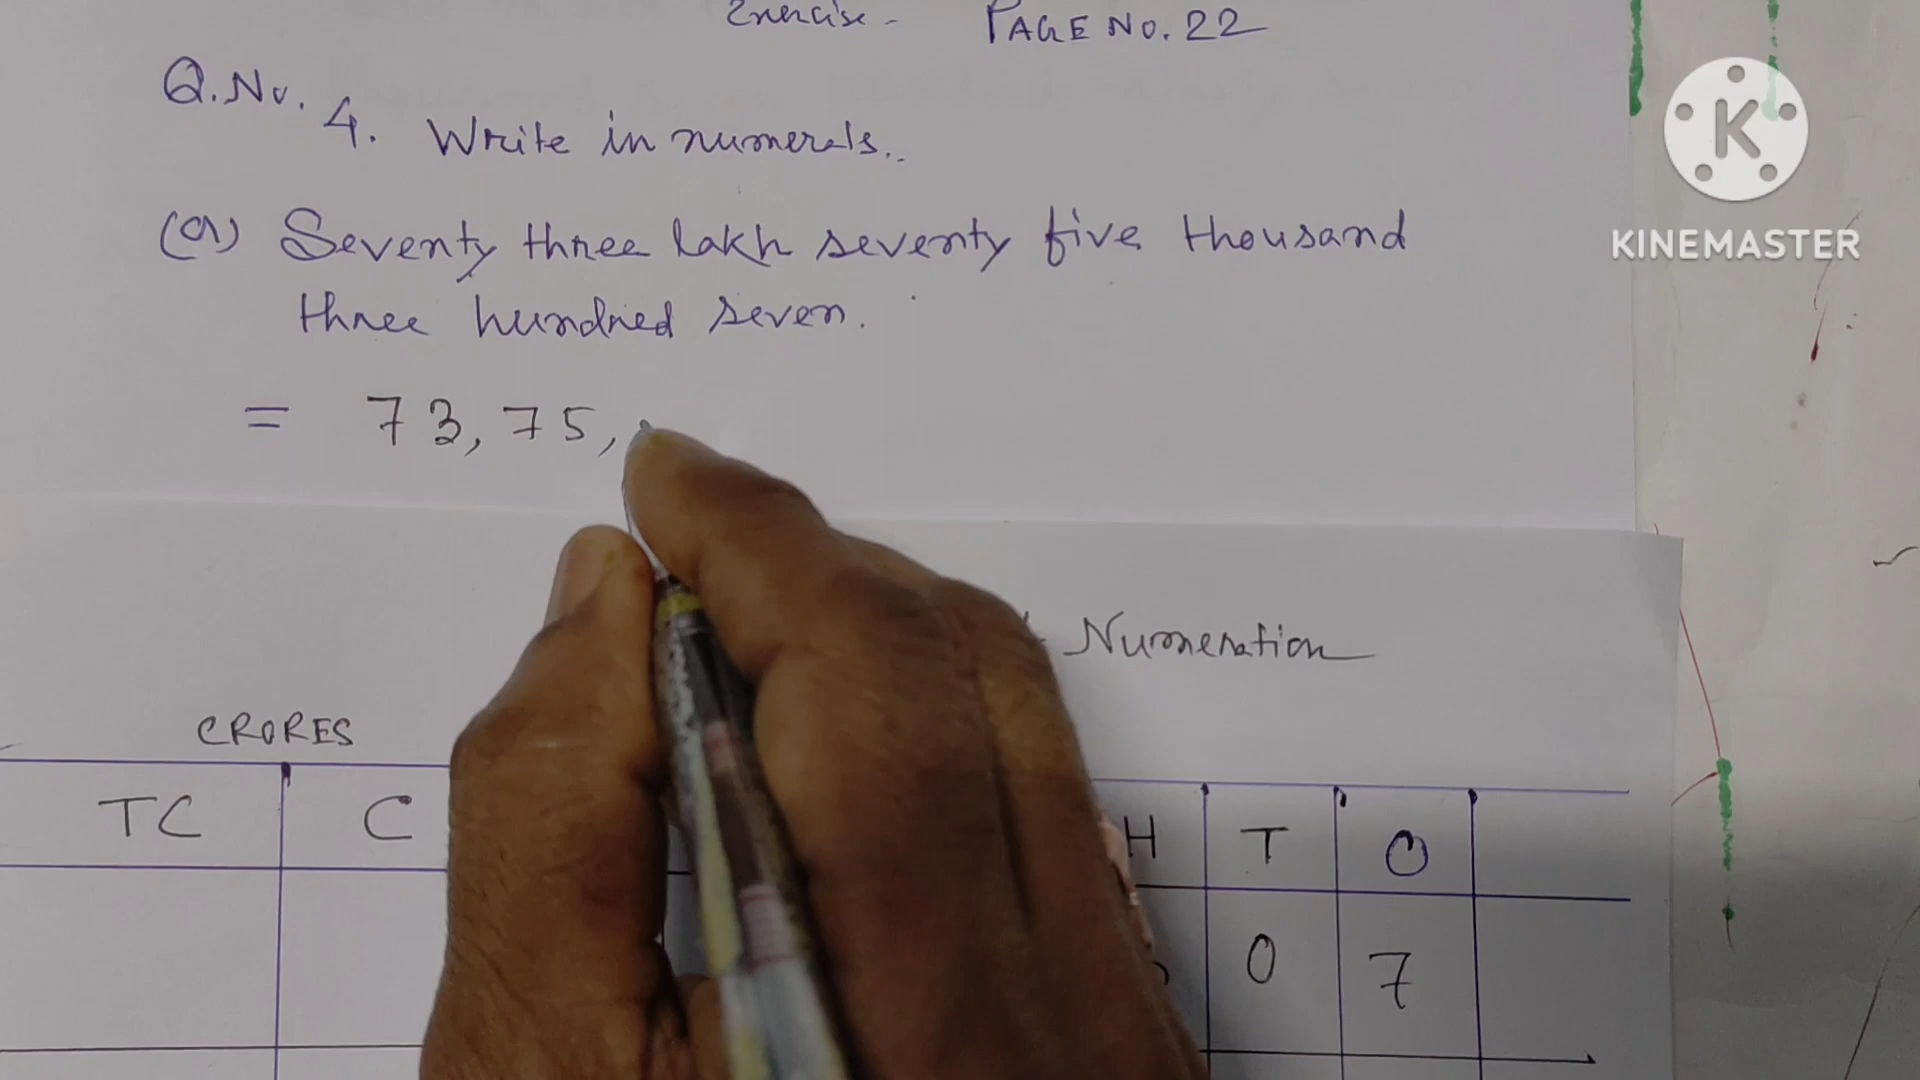 Exercise - PAGE NO. 22
Q.No. 4. Write in numerals..
(a) Seventy three lakh seventy five thousand
three hundred seven.
= 73,75,
Numeration
CRORES
TC C H T O
0 7
KINEMASTER